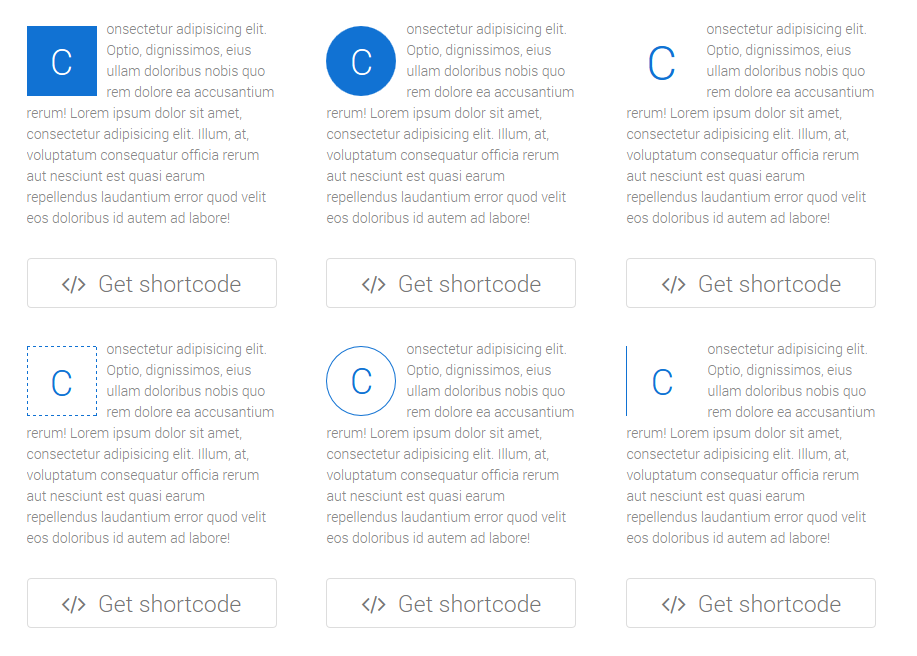 C onsectetur adipisicing elit.
Optio, dignissimos, eius
ullam doloribus nobis quo
rem dolore ea accusantium
rerum! Lorem ipsum dolor sit amet,
consectetur adipisicing elit. Illum, at,
voluptatum consequatur officia rerum
aut nesciunt est quasi earum
repellendus laudantium error quod velit
eos doloribus id autem ad labore!
</> Get shortcode
C onsectetur adipisicing elit.
Optio, dignissimos, eius
ullam doloribus nobis quo
rem dolore ea accusantium
rerum! Lorem ipsum dolor sit amet,
consectetur adipisicing elit. Illum, at,
voluptatum consequatur officia rerum
aut nesciunt est quasi earum
repellendus laudantium error quod velit
eos doloribus id autem ad labore!
</> Get shortcode
C onsectetur adipisicing elit.
Optio, dignissimos, eius
ullam doloribus nobis quo
rem dolore ea accusantium
rerum! Lorem ipsum dolor sit amet,
consectetur adipisicing elit. Illum, at,
voluptatum consequatur officia rerum
aut nesciunt est quasi earum
repellendus laudantium error quod velit
eos doloribus id autem ad labore!
</> Get shortcode
C onsectetur adipisicing elit.
Optio, dignissimos, eius
ullam doloribus nobis quo
rem dolore ea accusantium
rerum! Lorem ipsum dolor sit amet,
consectetur adipisicing elit. Illum, at,
voluptatum consequatur officia rerum
aut nesciunt est quasi earum
repellendus laudantium error quod velit
eos doloribus id autem ad labore!
</> Get shortcode
C onsectetur adipisicing elit.
Optio, dignissimos, eius
ullam doloribus nobis quo
rem dolore ea accusantium
rerum! Lorem ipsum dolor sit amet,
consectetur adipisicing elit. Illum, at,
voluptatum consequatur officia rerum
aut nesciunt est quasi earum
repellendus laudantium error quod velit
eos doloribus id autem ad labore!
</> Get shortcode
C onsectetur adipisicing elit.
Optio, dignissimos, eius
ullam doloribus nobis quo
rem dolore ea accusantium
rerum! Lorem ipsum dolor sit amet,
consectetur adipisicing elit. Illum, at,
voluptatum consequatur officia rerum
aut nesciunt est quasi earum
repellendus laudantium error quod velit
eos doloribus id autem ad labore!
</> Get shortcode